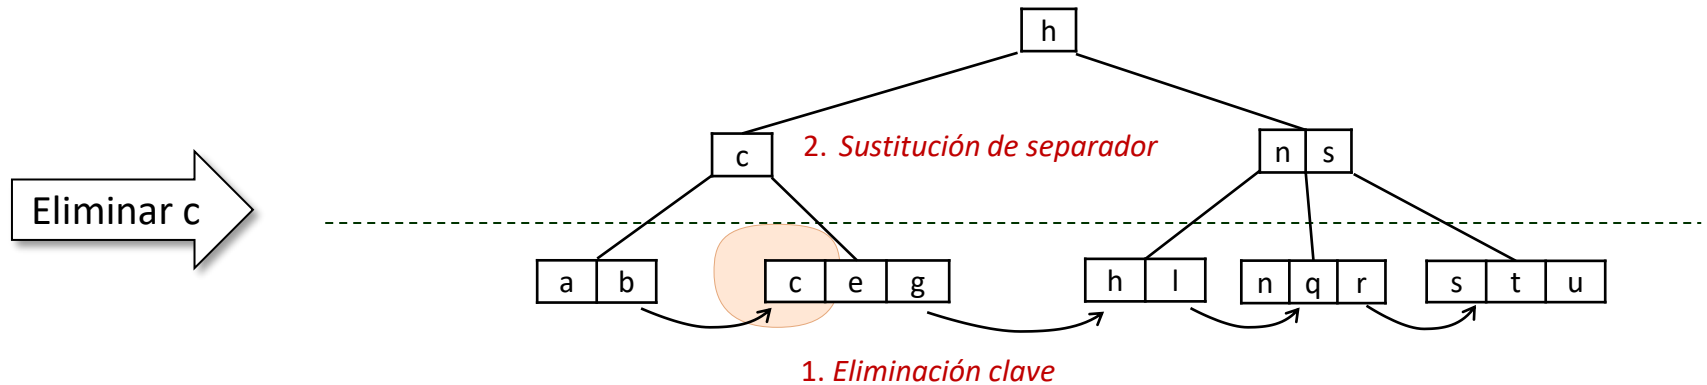 h
c
2. Sustitución de separador
n s
Eliminar c
a b
c e g
h l
n q r
s t u
1. Eliminación clave